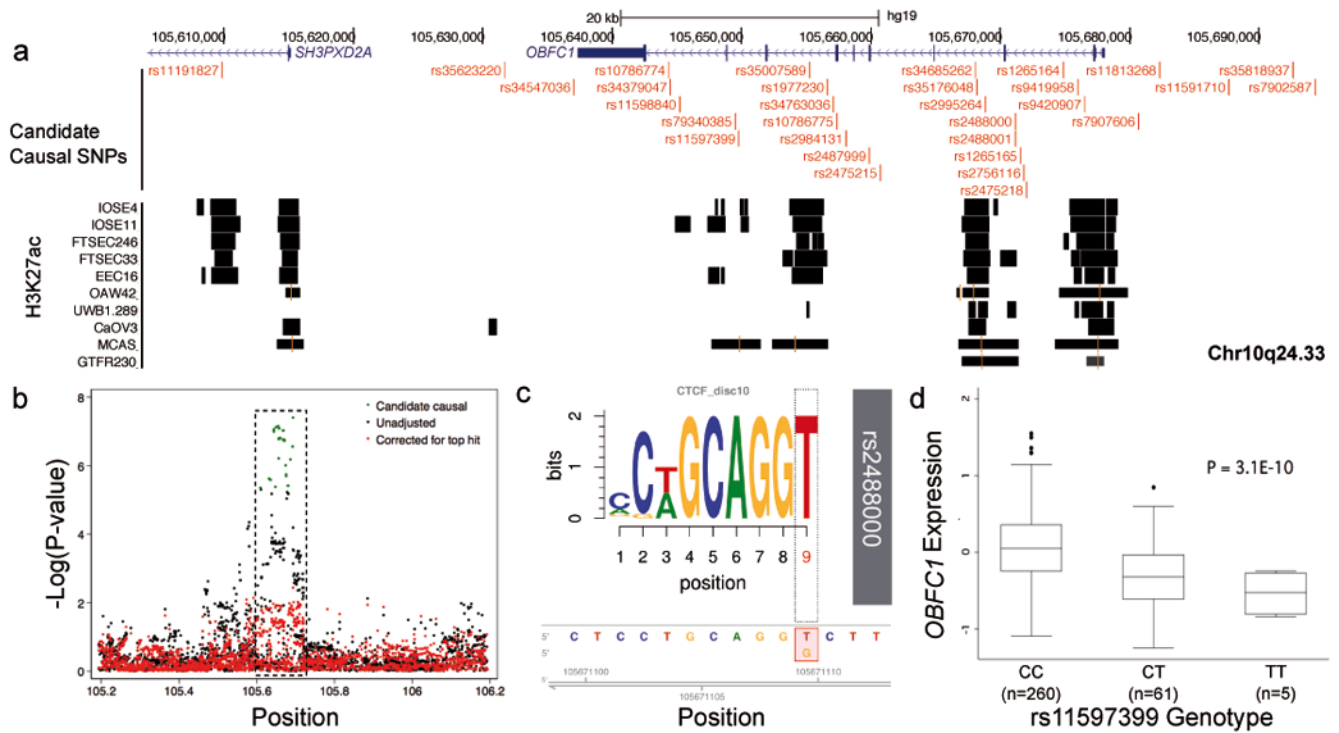 20 kb
hg19
a
105,610,000
105,620,000
105,630,000
105,640,000
105,650,000
105,660,000
105,670,000
105,680,000
105,690,000
SH3PXD2A
OBFC1
Candidate
Causal SNPs
rs11191827
rs35623220
rs10786774
rs35007589
rs34685262
rs1265164
rs11813268
rs35818937
rs34547036
rs34379047
rs1977230
rs35176048
rs9419958
rs11591710
rs7902587
rs11598840
rs34763036
rs2995264
rs9420907
rs79340385
rs10786775
rs2488000
rs7907606
rs11597399
rs2984131
rs2488001
rs2487999
rs1265165
rs2475215
rs2756116
rs2475218
H3K27ac
IOSE4
IOSE11
FTSEC246
FTSEC33
EEC16
OAW42
UWB1.289
CaOV3
MCAS
GTFR230
Chr10q24.33
b
-Log(P-value)
8
6
4
2
0
Candidate causal
Unadjusted
Corrected for top hit
105.2
105.4
105.6
105.8
106
106.2
Position
c
CTCF_disc10
bits
2
1
0
C C T G C A G G T
A
1 2 3 4 5 6 7 8 9
position
rs2488000
5' C T C C T G C A G G T C T T
5' G
105671100
105671110
5'
105671105
Position
d
OBFC1 Expression
2
1
0
-1
P = 3.1E-10
CC
CT
TT
(n=260)
(n=61)
(n=5)
rs11597399 Genotype